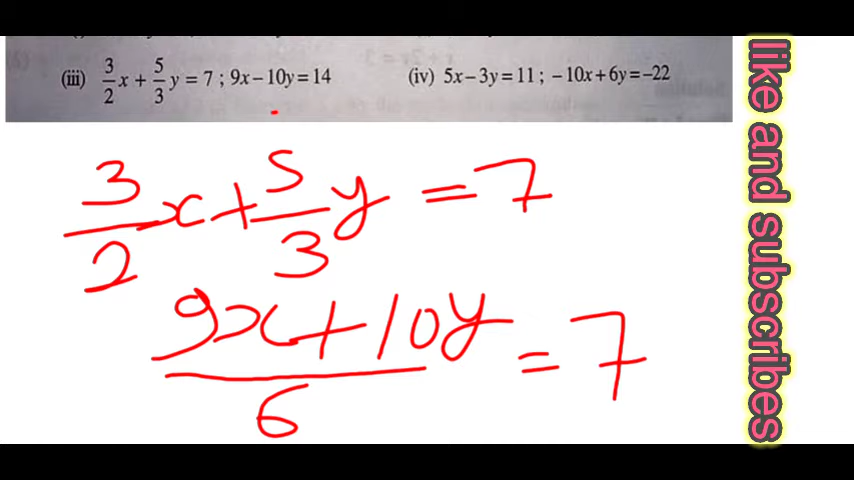 (iii) 3/2 x + 5/3 y = 7 ; 9x – 10y = 14 (iv) 5x – 3y = 11 ; – 10x + 6y = –22
3/2 x + 5/3 y = 7
9x + 10y / 6 = 7
like and subscribes